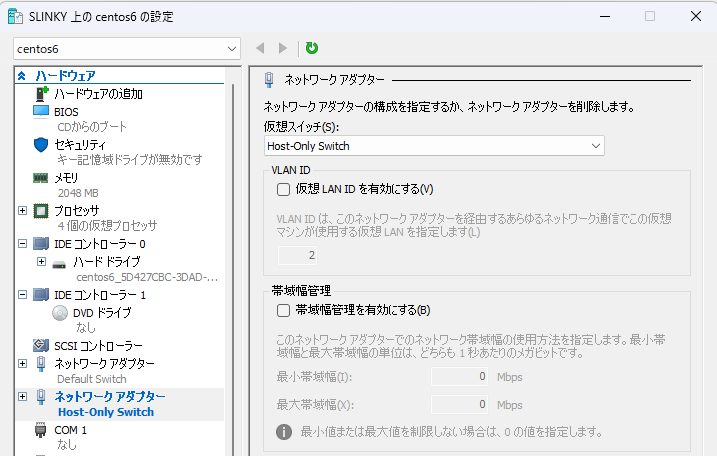 SLINKY 上の centos6 の設定
centos6
ハードウェア
ハードウェアの追加
BIOS
CDからのブート
セキュリティ
キー記憶域ドライブが無効です
メモリ
2048 MB
プロセッサ
4 個の仮想プロセッサ
IDE コントローラー 0
ハード ドライブ
centos6_5D427CBC-3DAD-...
IDE コントローラー 1
DVD ドライブ
なし
SCSI コントローラー
ネットワーク アダプター
Default Switch
ネットワーク アダプター
Host-Only Switch
COM 1
なし
ネットワーク アダプター
ネットワーク アダプターの構成を指定するか、ネットワーク アダプターを削除します。
仮想スイッチ(S):
Host-Only Switch
VLAN ID
仮想 LAN ID を有効にする(V)
VLAN ID は、このネットワーク アダプターを経由するあらゆるネットワーク通信でこの仮想
マシンが使用する仮想 LAN を指定します(L)
2
帯域幅管理
帯域幅管理を有効にする(B)
このネットワーク アダプターでのネットワーク帯域幅の使用方法を指定します。最小帯
域幅と最大帯域幅の単位は、どちらも 1 秒あたりのメガビットです。
最小帯域幅(I): 0 Mbps
最大帯域幅(X): 0 Mbps
最小値または最大値を制限しない場合は、0 の値を指定します。